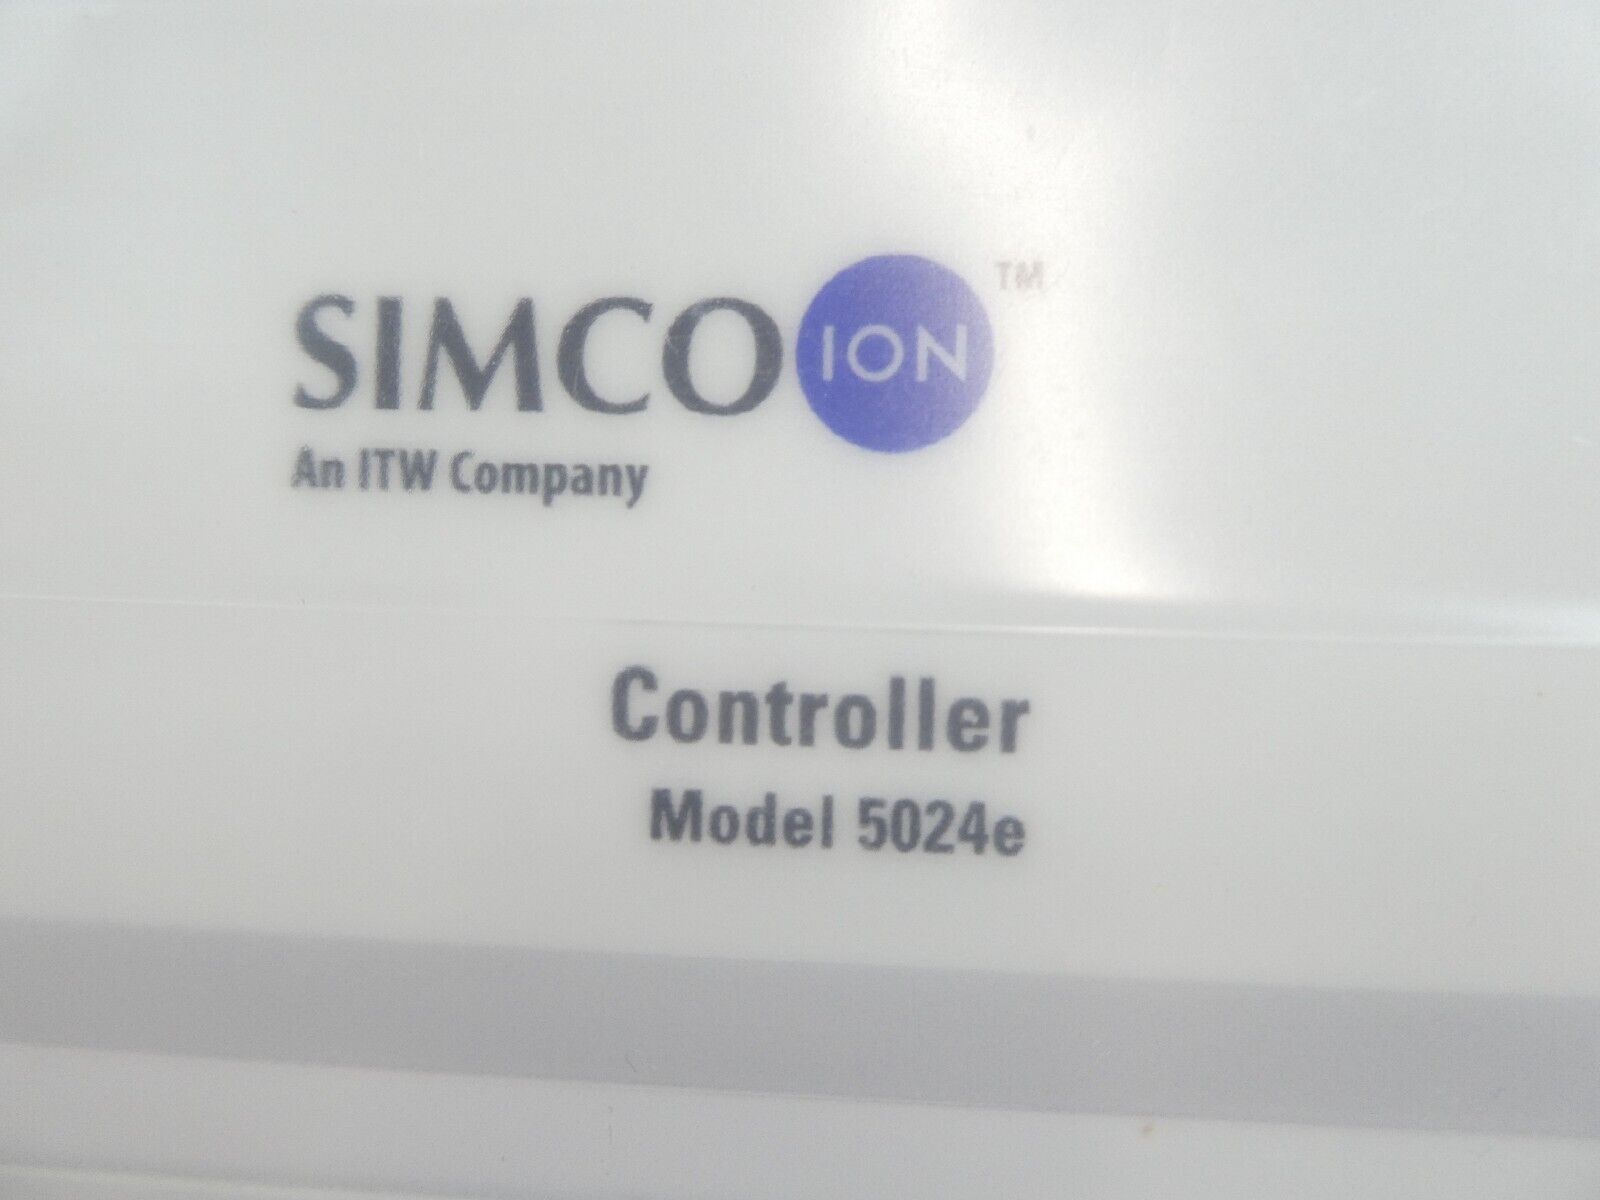 SIMCO ION ™
An ITW Company
Controller
Model 5024e